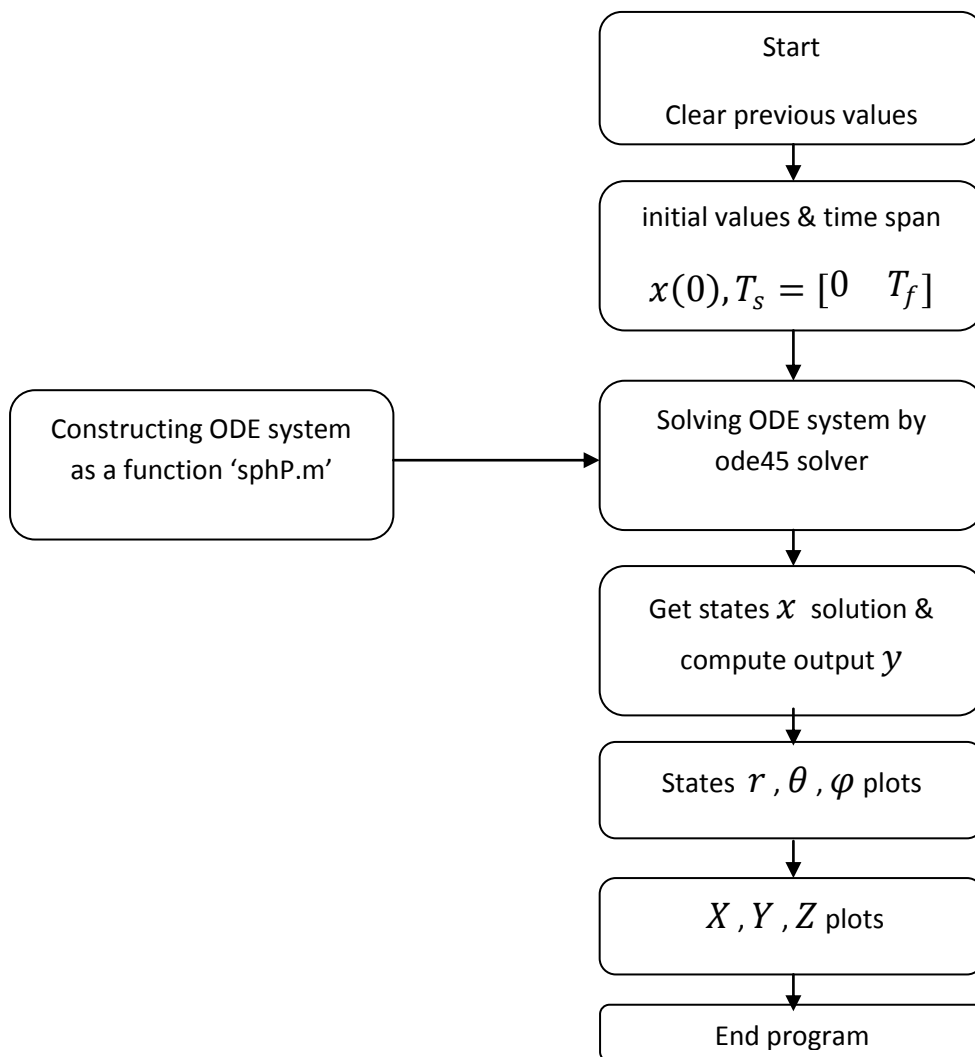 Start
Clear previous values
initial values & time span
x(0), T_s = [0 T_f]
Constructing ODE system
as a function ‘sphP.m’
Solving ODE system by
ode45 solver
Get states x solution &
compute output y
States r , θ , φ plots
X , Y , Z plots
End program